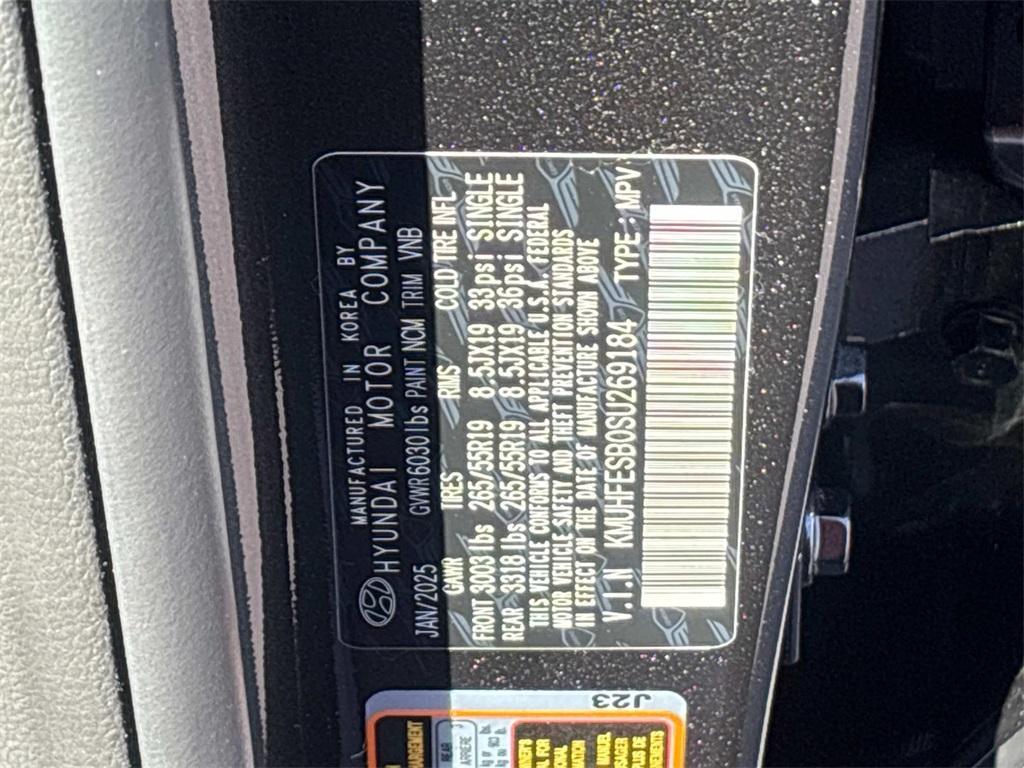 MANUFACTURED IN KOREA BY
HYUNDAI MOTOR COMPANY
JAN/2025 GVWR 6030 lbs PAINT NCM TRIM VNB
GAWR TIRES RIMS COLD TIRE INFL
FRONT 3003 lbs 265/55R19 8.5JX19 33psi SINGLE
REAR 3318 lbs 265/55R19 8.5JX19 36psi SINGLE
THIS VEHICLE CONFORMS TO ALL APPLICABLE U.S.A. FEDERAL
MOTOR VEHICLE SAFETY AND THEFT PREVENTION STANDARDS
IN EFFECT ON THE DATE OF MANUFACTURE SHOWN ABOVE
V.I.N KMUHFESB0SU269184 TYPE : MPV
J23
REAR
ARRIÈRE